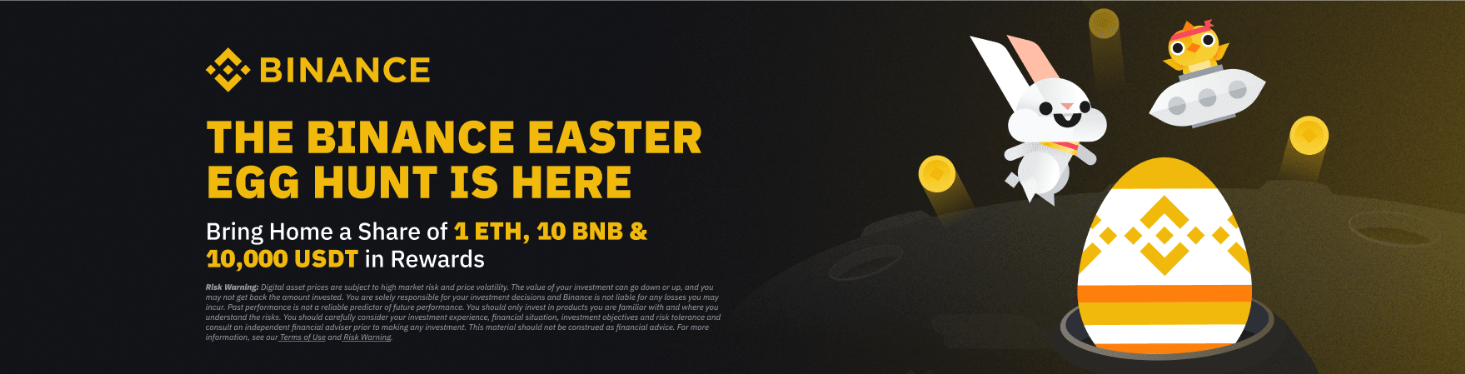 BINANCE
THE BINANCE EASTER
EGG HUNT IS HERE
Bring Home a Share of 1 ETH, 10 BNB &
10,000 USDT in Rewards
Risk Warning: Digital asset prices are subject to high market risk and price volatility. The value of your investment can go down or up, and you
may not get back the amount invested. You are solely responsible for your investment decisions and Binance is not liable for any losses you may
incur. Past performance is not a reliable predictor of future performance. You should only invest in products you are familiar with and where you
understand the risks. You should carefully consider your investment experience, financial situation, investment objectives and risk tolerance and
consult an independent financial adviser prior to making any investment. This material should not be construed as financial advice. For more
information, see our Terms of Use and Risk Warning.